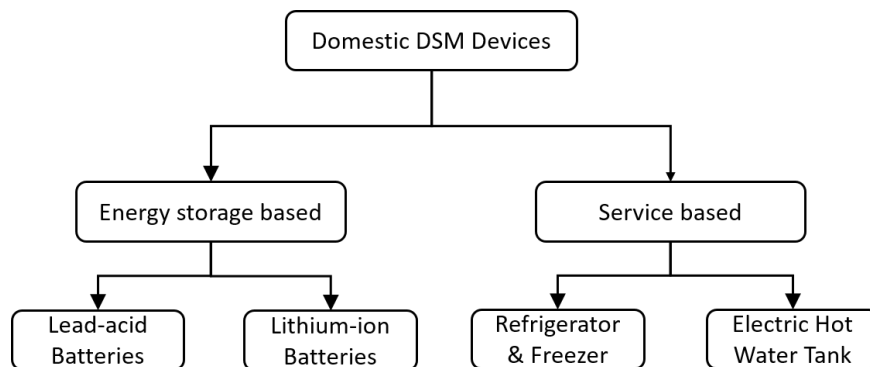 Domestic DSM Devices
Energy storage based
Service based
Lead-acid
Batteries
Lithium-ion
Batteries
Refrigerator
& Freezer
Electric Hot
Water Tank